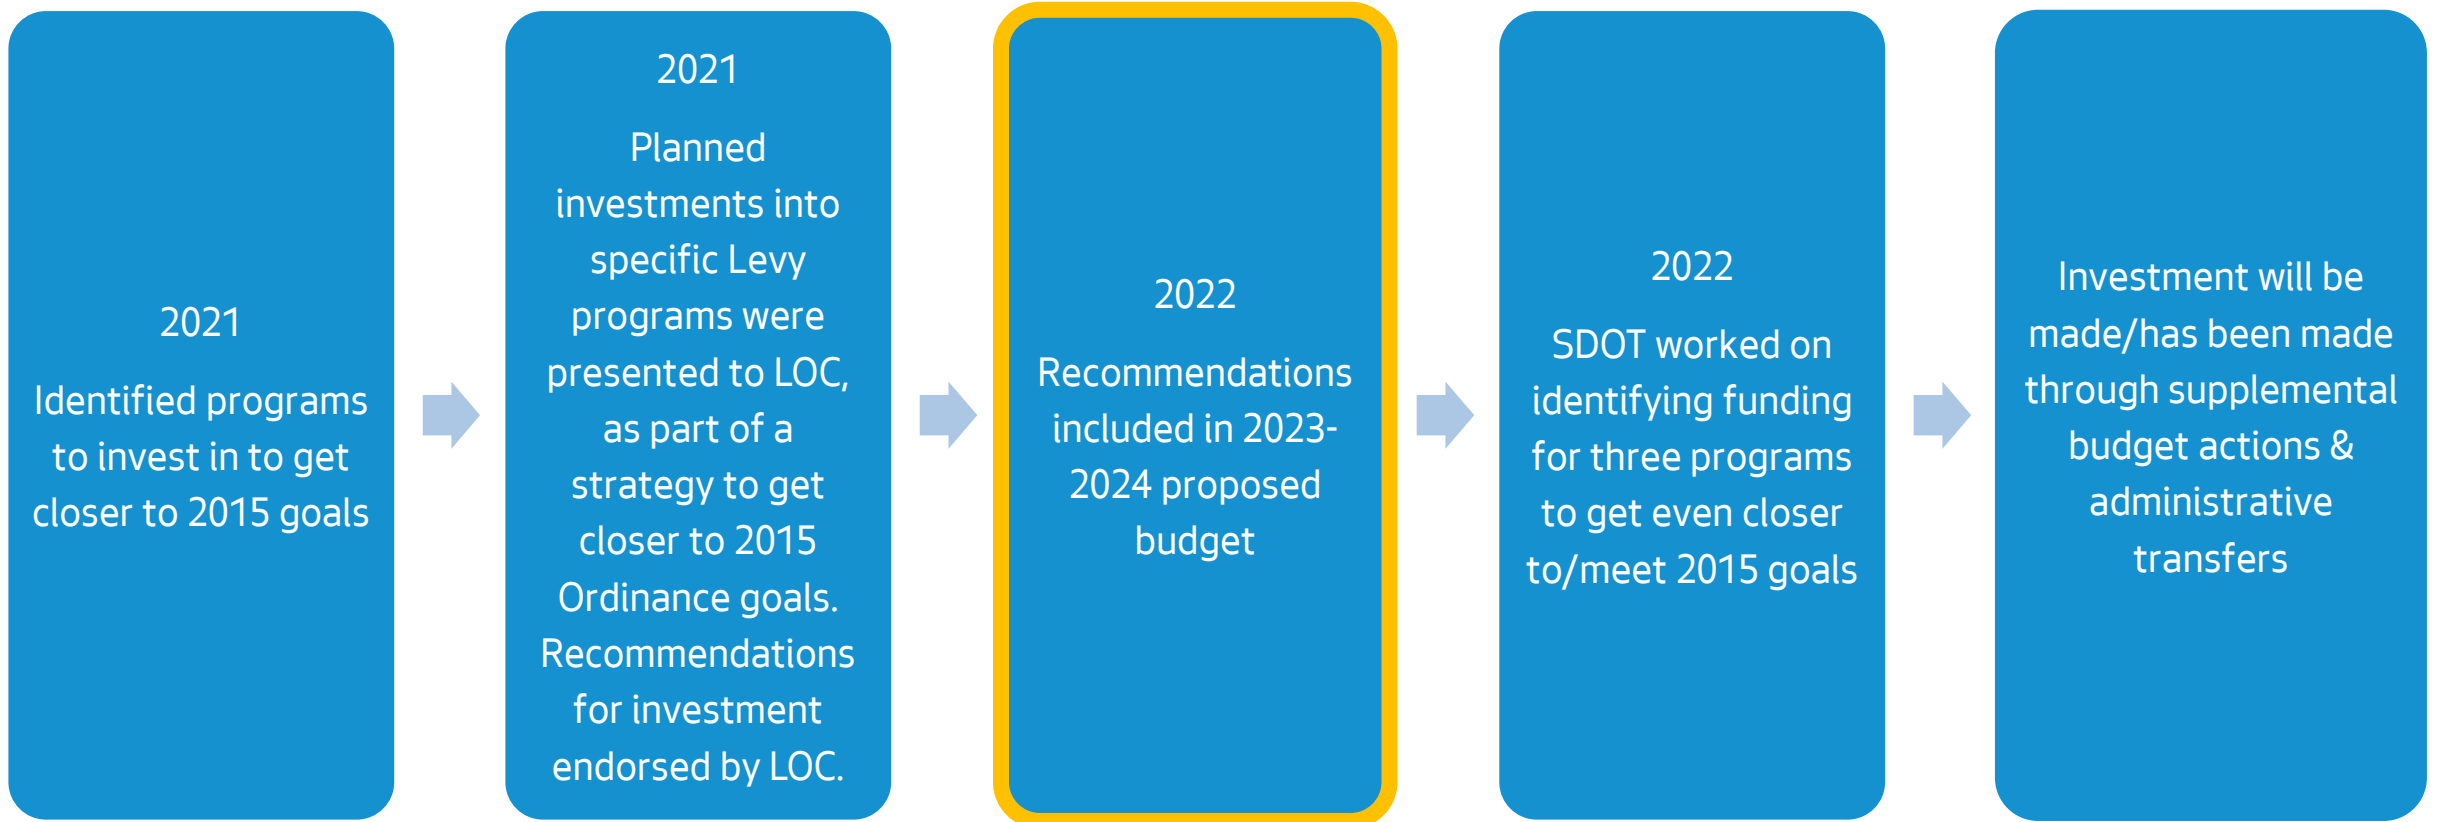 2021
Identified programs
to invest in to get
closer to 2015 goals
2021
Planned
investments into
specific Levy
programs were
presented to LOC,
as part of a
strategy to get
closer to 2015
Ordinance goals.
Recommendations
for investment
endorsed by LOC.
2022
Recommendations
included in 2023-
2024 proposed
budget
2022
SDOT worked on
identifying funding
for three programs
to get even closer
to/meet 2015 goals
Investment will be
made/has been made
through supplemental
budget actions &
administrative
transfers